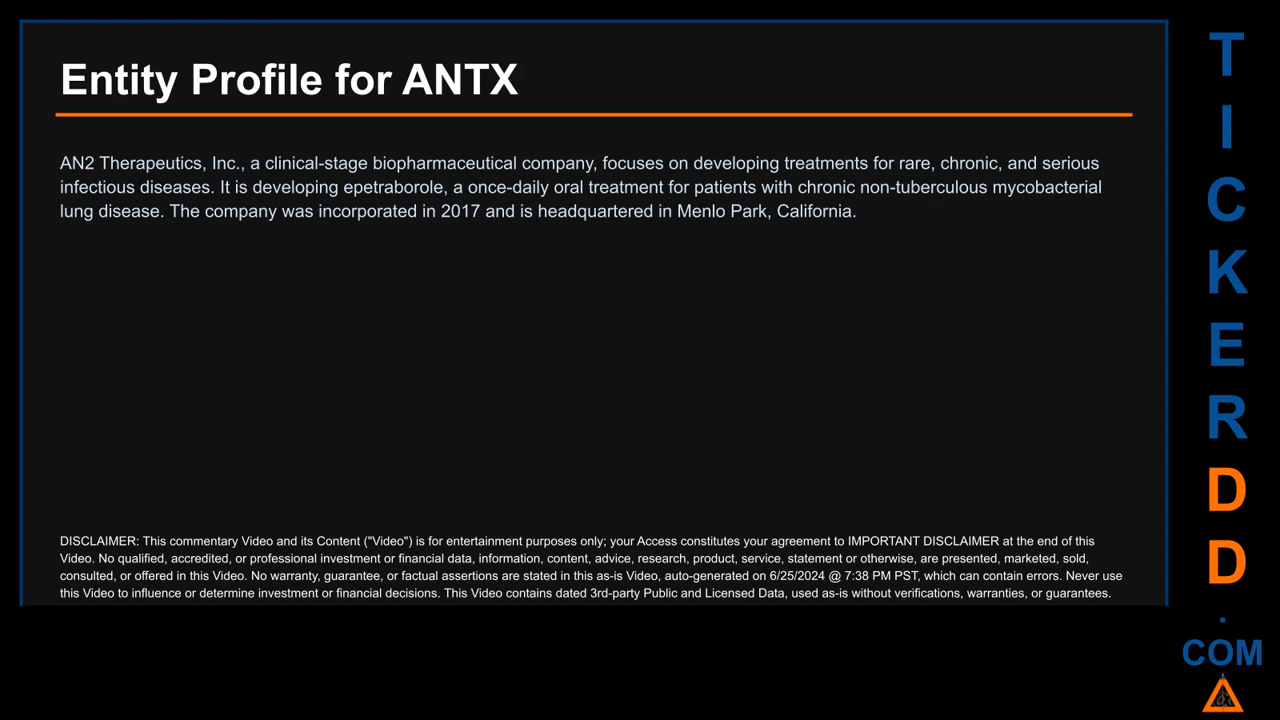 Entity Profile for ANTX
AN2 Therapeutics, Inc., a clinical-stage biopharmaceutical company, focuses on developing treatments for rare, chronic, and serious
infectious diseases. It is developing epetraborole, a once-daily oral treatment for patients with chronic non-tuberculous mycobacterial
lung disease. The company was incorporated in 2017 and is headquartered in Menlo Park, California.
DISCLAIMER: This commentary Video and its Content ("Video") is for entertainment purposes only; your Access constitutes your agreement to IMPORTANT DISCLAIMER at the end of this
Video. No qualified, accredited, or professional investment or financial data, information, content, advice, research, product, service, statement or otherwise, are presented, marketed, sold,
consulted, or offered in this Video. No warranty, guarantee, or factual assertions are stated in this as-is Video, auto-generated on 6/25/2024 @ 7:38 PM PST, which can contain errors. Never use
this Video to influence or determine investment or financial decisions. This Video contains dated 3rd-party Public and Licensed Data, used as-is without verifications, warranties, or guarantees.
T
I
C
K
E
R
D
D
.
COM